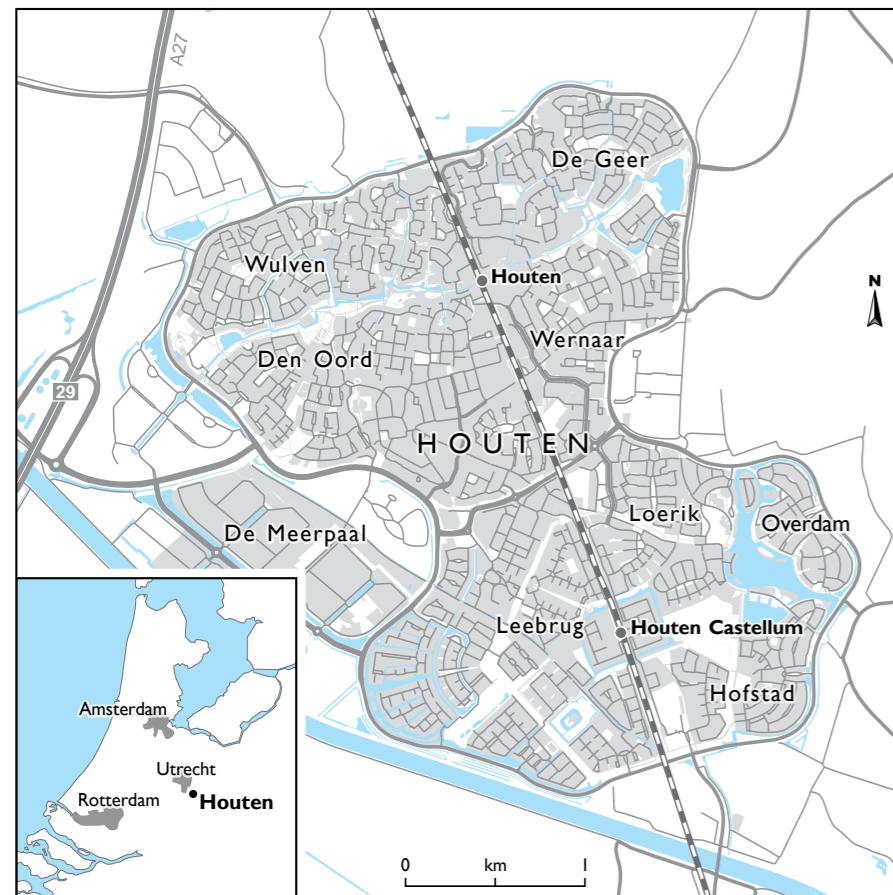 A27
De Geer
Wulven
Houten
N
Wernaar
Den Oord
29
HOUTEN
Loerik
Overdam
De Meerpaal
Leebrug
Houten Castellum
Hofstad
Amsterdam
Utrecht
Houten
Rotterdam
0 km 1